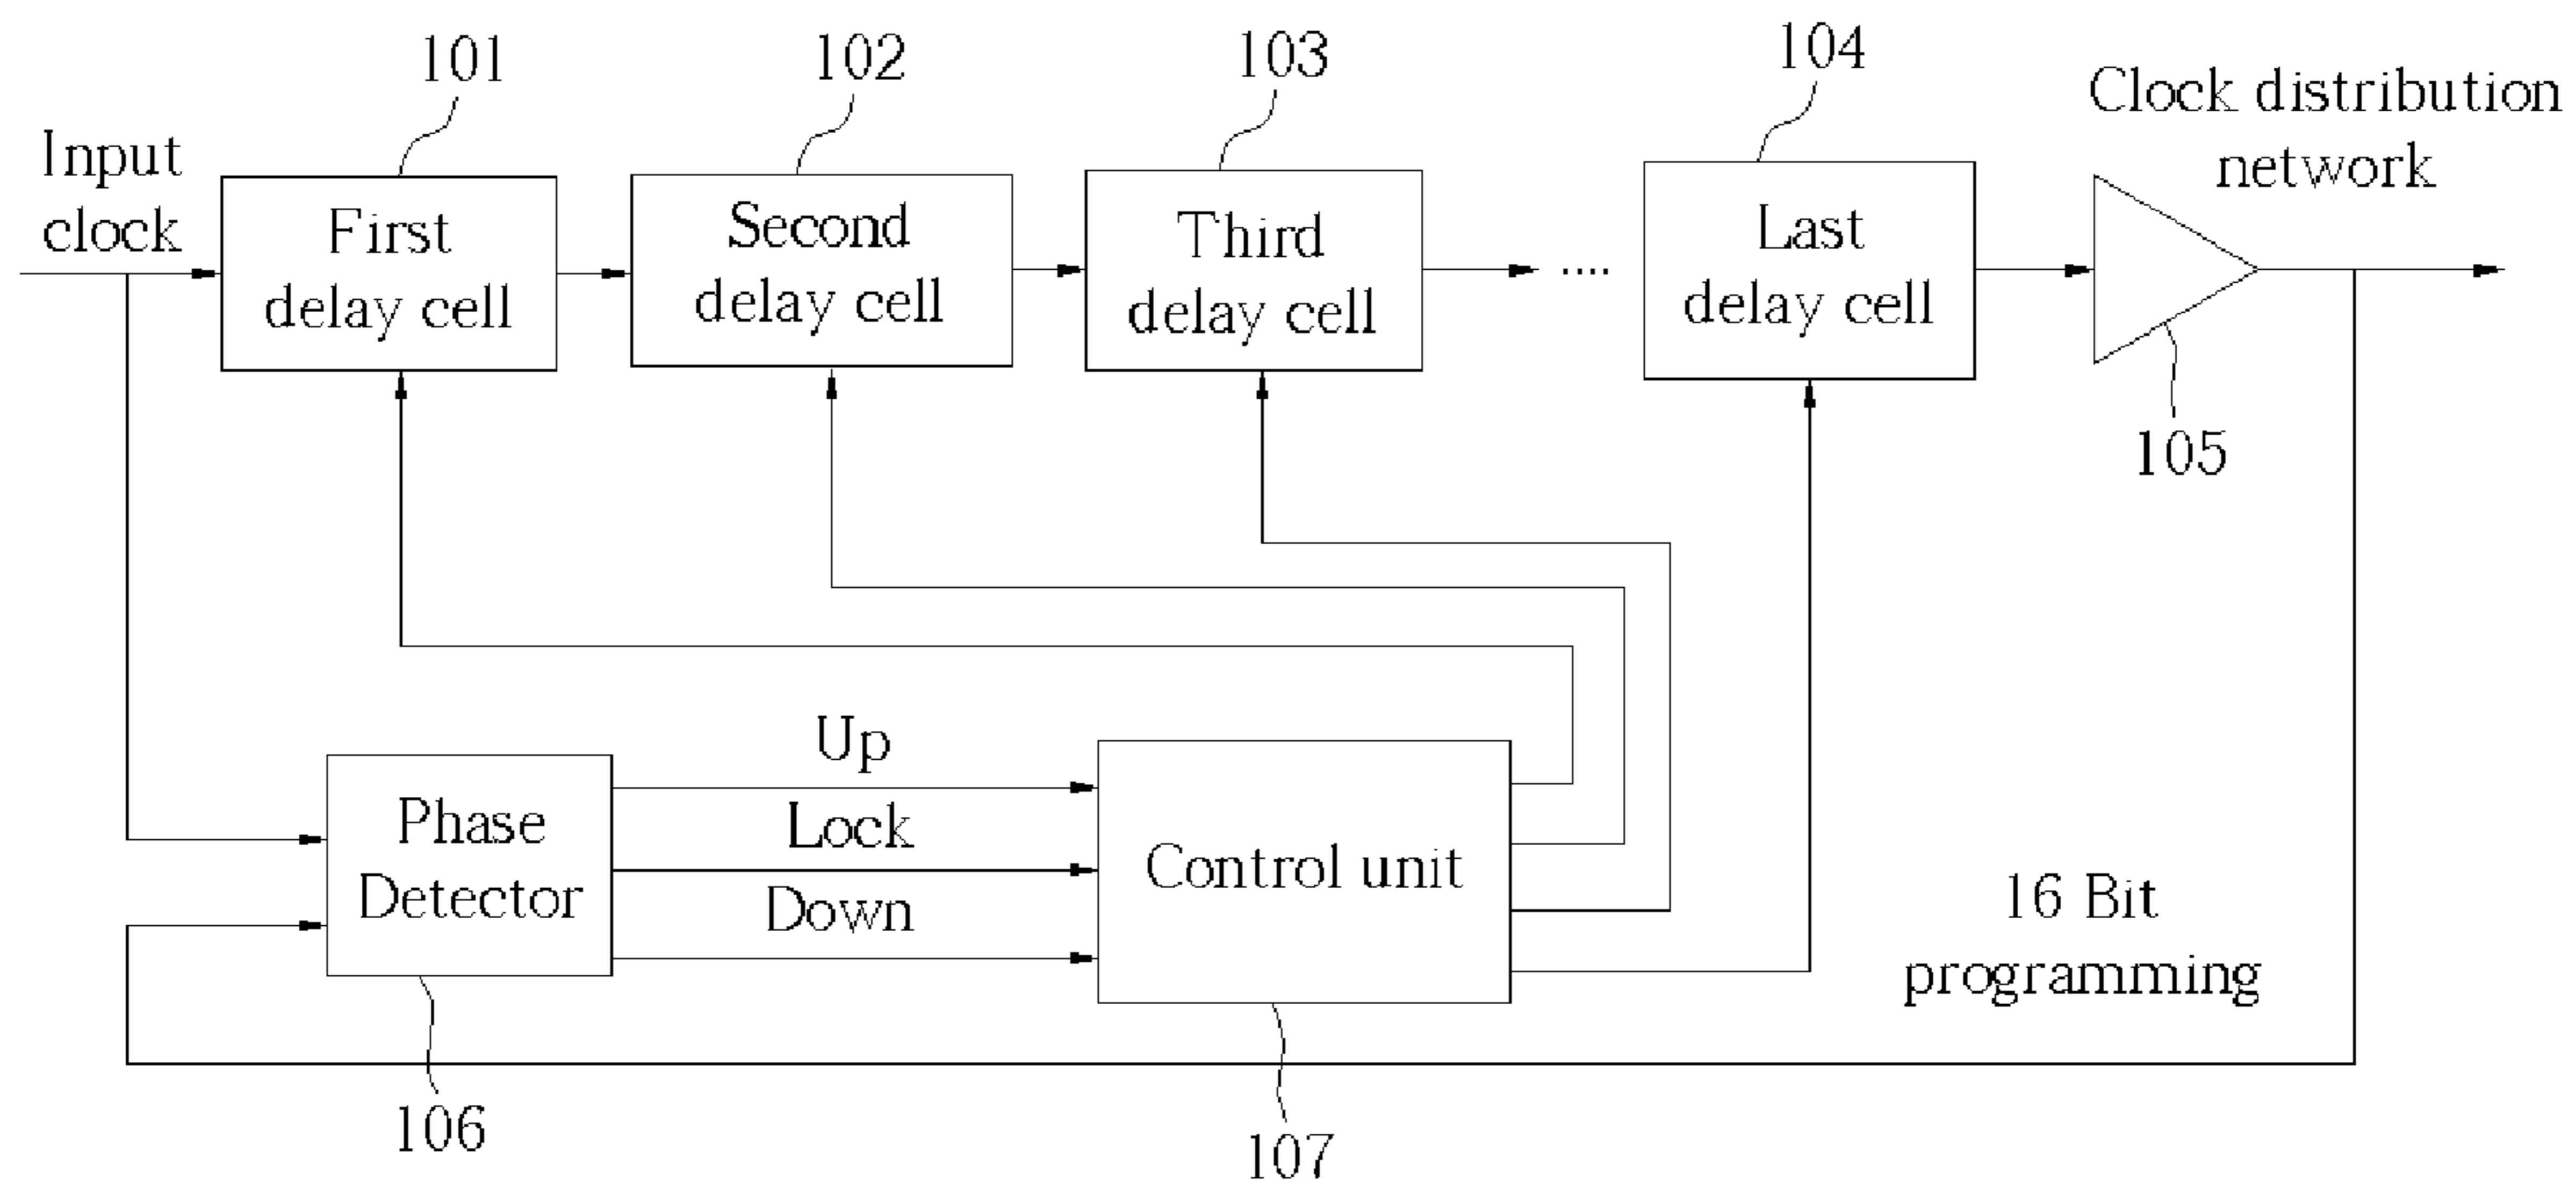 101
102
103
104
Clock distribution
network
Input
clock
First
delay cell
Second
delay cell
Third
delay cell
....
Last
delay cell
105
Up
Lock
Down
Phase
Detector
Control unit
16 Bit
programming
106
107